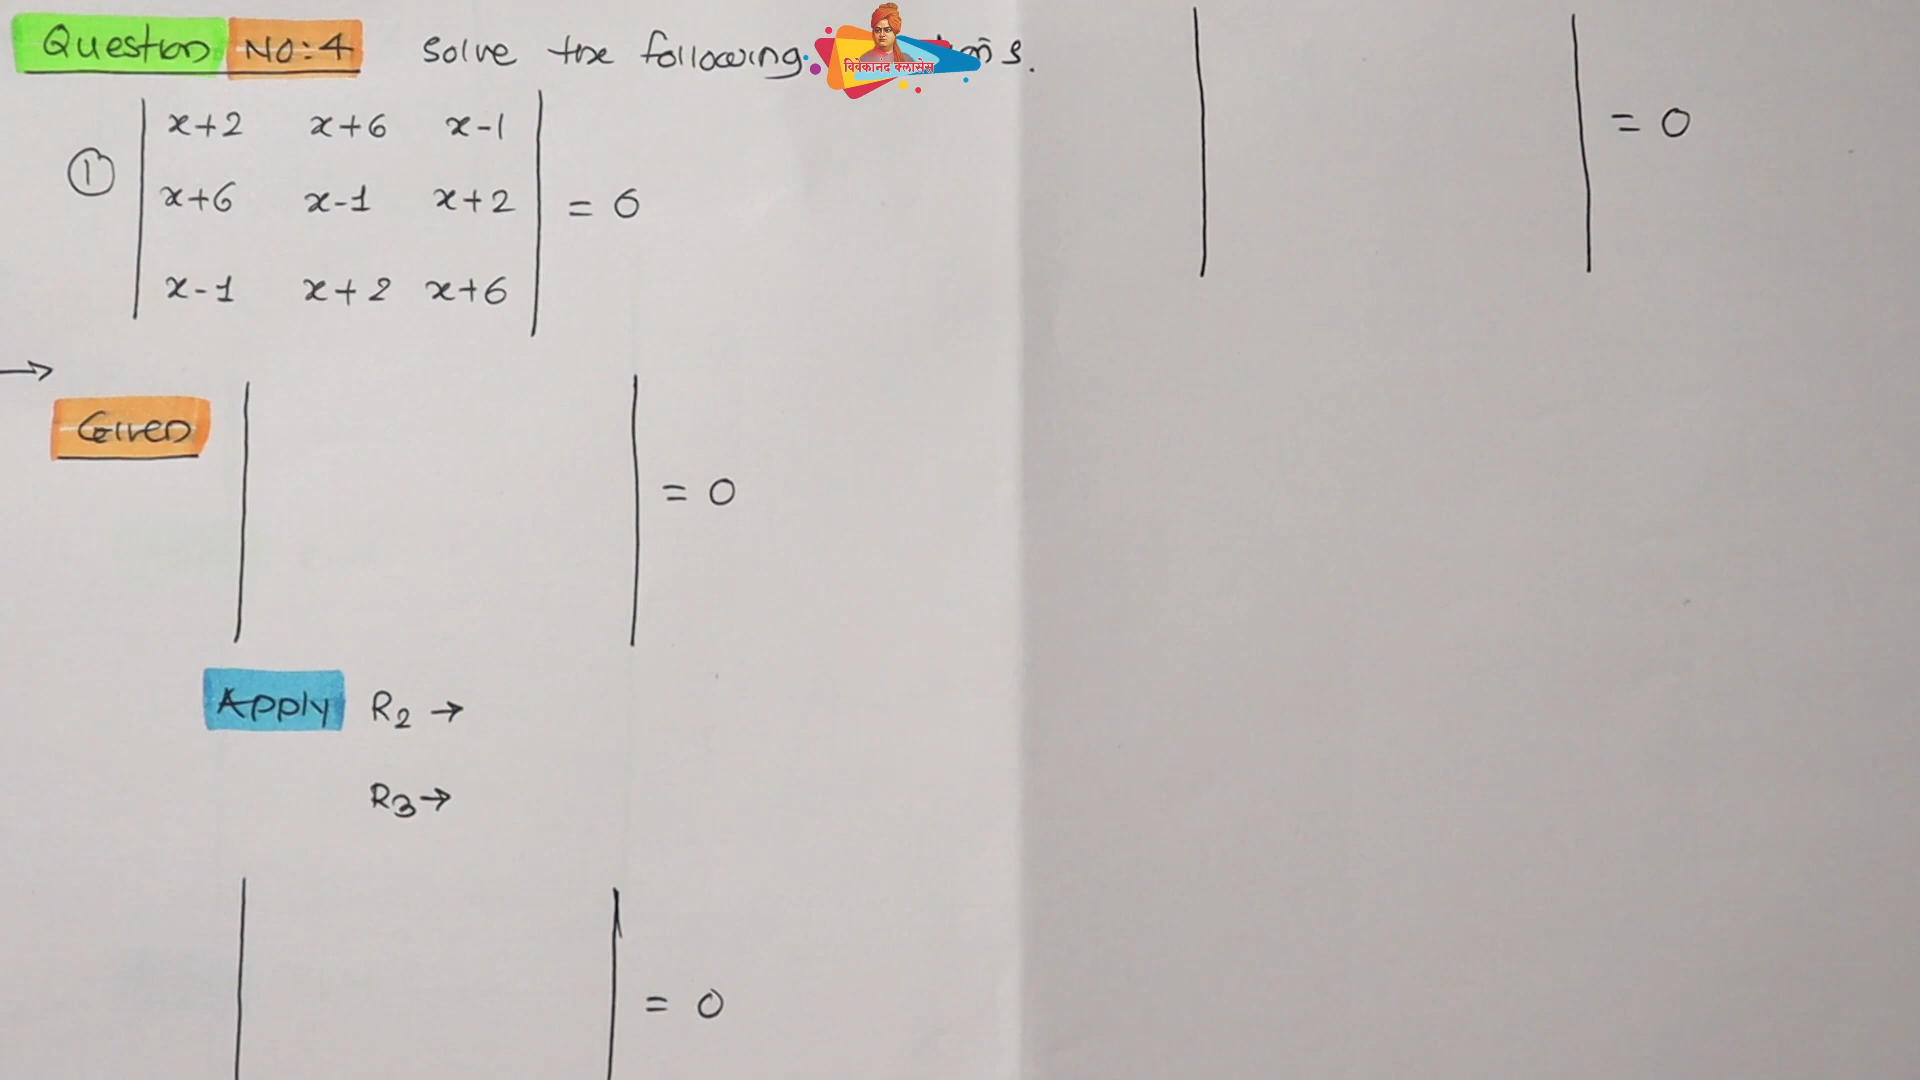 Question No: 4 Solve the following
विवेकानंद क्लासेस
① | x+2 x+6 x-1 |
| x+6 x-1 x+2 | = 0
| x-1 x+2 x+6 |
→
Given | | = 0
Apply R₂ →
R₃ →
| | = 0
| | = 0